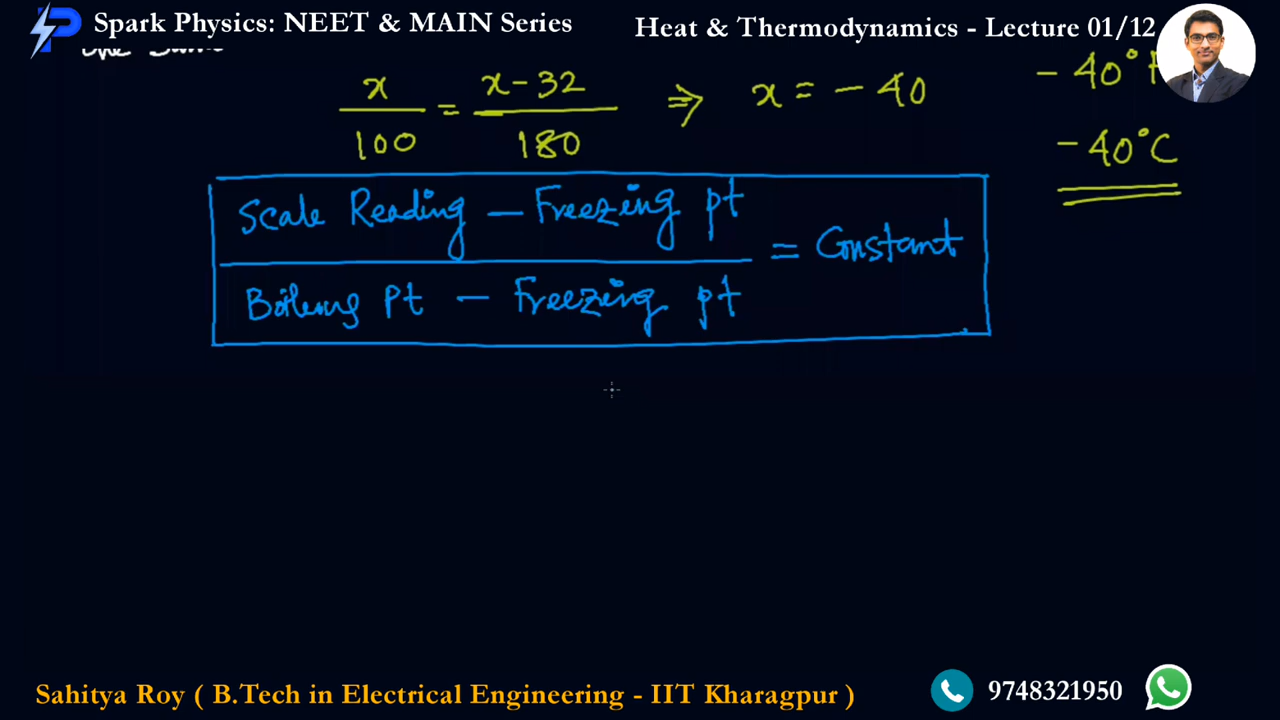 Spark Physics: NEET & MAIN Series
Heat & Thermodynamics - Lecture 01/12
x/100 = x-32/180 ⇒ x = -40
-40°
-40°C
Scale Reading - Freezing pt
Boiling Pt - Freezing pt
= Constant
Sahitya Roy ( B.Tech in Electrical Engineering - IIT Kharagpur )
9748321950